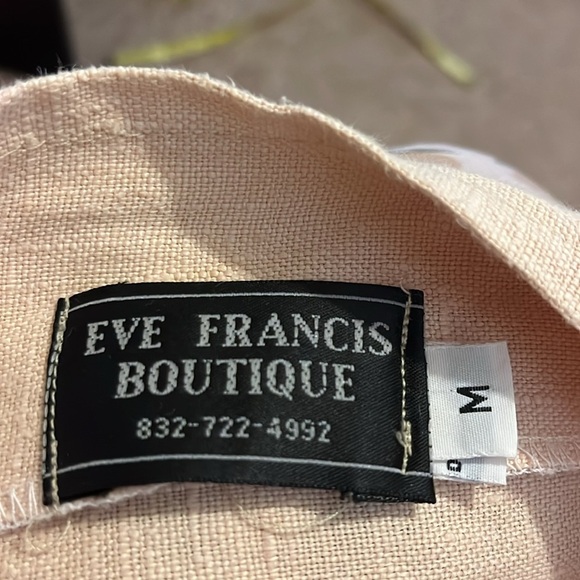 EVE FRANCIS
BOUTIQUE
832-722-4992
M